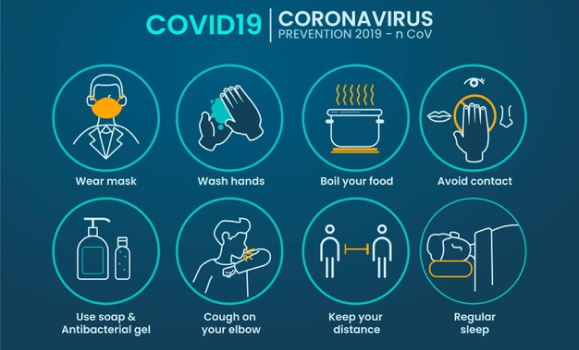 COVID19
CORONAVIRUS
PREVENTION 2019 - n CoV
Wear mask
Wash hands
Boil your food
Avoid contact
Use soap &
Antibacterial gel
Cough on
your elbow
Keep your
distance
Regular
sleep